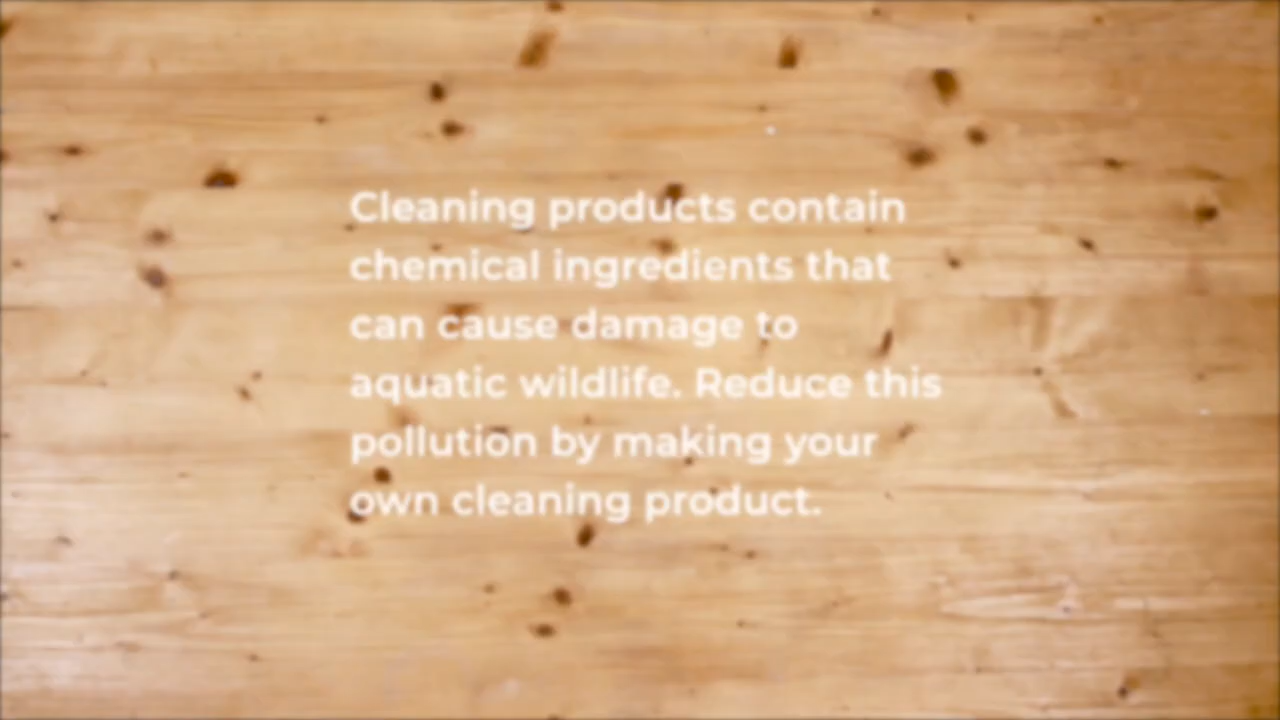 Cleaning products contain
chemical ingredients that
can cause damage to
aquatic wildlife. Reduce this
pollution by making your
own cleaning product.